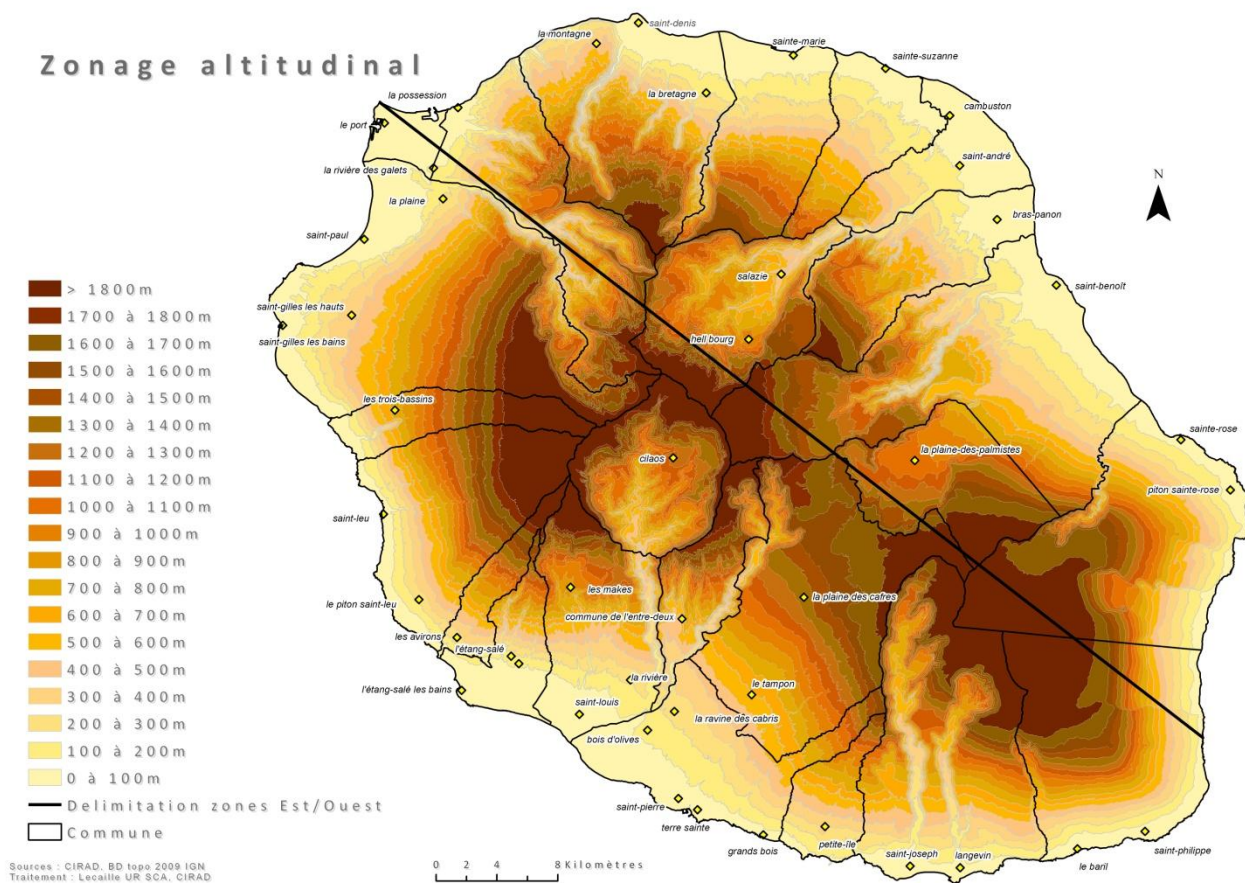 Zonage altitudinal
saint-denis
la montagne
sainte-marie
sainte-suzanne
la possession
la bretagne
cambuston
le port
saint-andré
la rivière des galets
N
la plaine
bras-panon
saint-paul
salazie
saint-benoît
saint-gilles les hauts
saint-gilles les bains
hell bourg
les trois-bassins
sainte-rose
cilaos
la plaine-des-palmistes
piton sainte-rose
saint-leu
les makes
la plaine des cafres
le piton saint-leu
commune de l'entre-deux
les avirons
l'étang-salé
la rivière
l'étang-salé les bains
le tampon
saint-louis
la ravine des cabris
bois d'olives
saint-pierre
terre sainte
grands bois
petite-île
saint-joseph
langevin
le baril
saint-philippe
> 1800m
1700 à 1800m
1600 à 1700m
1500 à 1600m
1400 à 1500m
1300 à 1400m
1200 à 1300m
1100 à 1200m
1000 à 1100m
900 à 1000m
800 à 900m
700 à 800m
600 à 700m
500 à 600m
400 à 500m
300 à 400m
200 à 300m
100 à 200m
0 à 100m
Delimitation zones Est/Ouest
Commune
Sources : CIRAD, BD topo 2009 IGN
Traitement : Lecaille UR SCA, CIRAD
0 2 4 8 Kilomètres